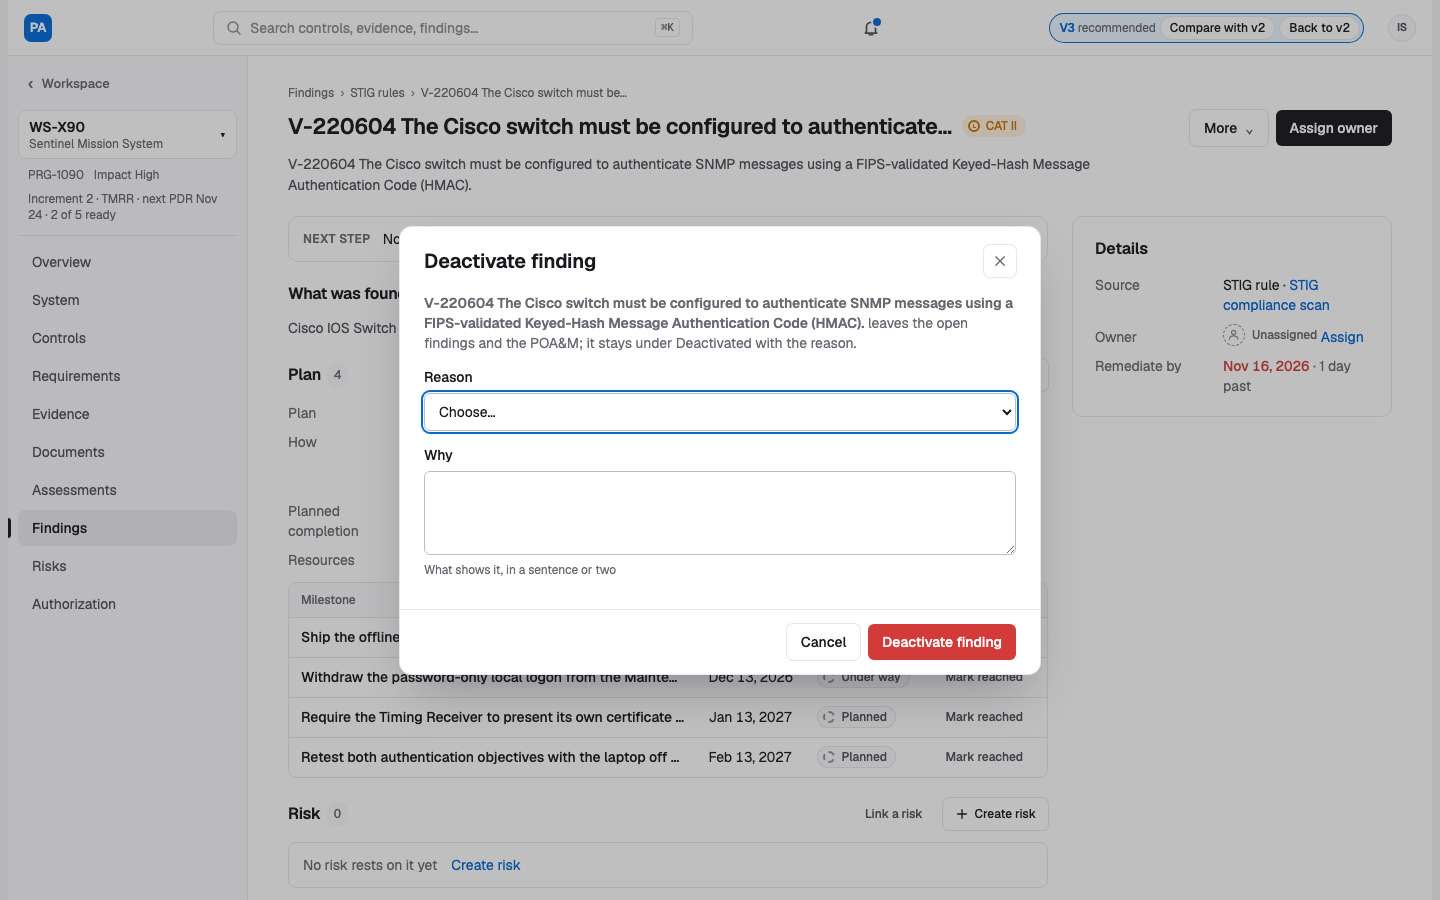 PA
Search controls, evidence, findings...
⌘K
V3 recommended
Compare with v2
Back to v2
IS
Workspace
WS-X90
Sentinel Mission System
PRG-1090 Impact High
Increment 2 · TMRR · next PDR Nov
24 · 2 of 5 ready
Overview
System
Controls
Requirements
Evidence
Documents
Assessments
Findings
Risks
Authorization
Findings › STIG rules › V-220604 The Cisco switch must be...
V-220604 The Cisco switch must be configured to authenticate...
CAT II
More
Assign owner
V-220604 The Cisco switch must be configured to authenticate SNMP messages using a FIPS-validated Keyed-Hash Message
Authentication Code (HMAC).
NEXT STEP
What was found
Cisco IOS Switch
Plan 4
Plan
How
Planned
completion
Resources
Milestone
Ship the offline
Withdraw the password-only local logon from the Mainte... Dec 13, 2026 Under way Mark reached
Require the Timing Receiver to present its own certificate ... Jan 13, 2027 Planned Mark reached
Retest both authentication objectives with the laptop off ... Feb 13, 2027 Planned Mark reached
Risk 0
Link a risk
+ Create risk
No risk rests on it yet Create risk
Details
Source STIG rule · STIG
compliance scan
Owner Unassigned Assign
Remediate by Nov 16, 2026 · 1 day
past
Deactivate finding
V-220604 The Cisco switch must be configured to authenticate SNMP messages using a
FIPS-validated Keyed-Hash Message Authentication Code (HMAC). leaves the open
findings and the POA&M; it stays under Deactivated with the reason.
Reason
Choose...
Why
What shows it, in a sentence or two
Cancel
Deactivate finding